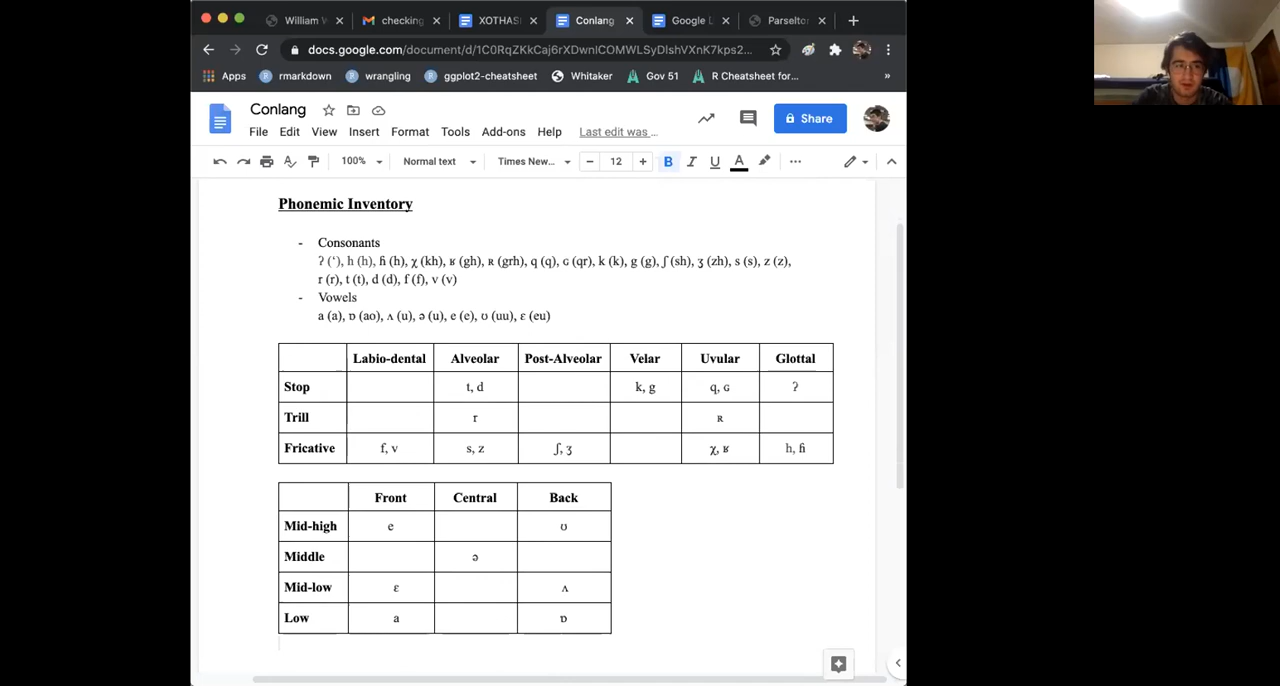 William checking XOTHAS Conlang Google Parselton
docs.google.com/document/d/1C0RqZKkCaj6rXDwnlCOMWLSyDlshVXnK7kps2...
Apps rmarkdown wrangling ggplot2-cheatsheet Whitaker Gov 51 R Cheatsheet for... »
Conlang
File Edit View Insert Format Tools Add-ons Help Last edit was ...
Share
100% Normal text Times New... − 12 + B I U A ...
Phonemic Inventory
- Consonants
ʔ (‘), h (h), ɦ (h), χ (kh), ʁ (gh), ʀ (grh), q (q), ɢ (qr), k (k), g (g), ʃ (sh), ʒ (zh), s (s), z (z),
r (r), t (t), d (d), f (f), v (v)
- Vowels
a (a), ɒ (ao), ʌ (u), ə (u), e (e), ʊ (uu), ɛ (eu)
Labio-dental Alveolar Post-Alveolar Velar Uvular Glottal
Stop t, d k, g q, ɢ ʔ
Trill r ʀ
Fricative f, v s, z ʃ, ʒ χ, ʁ h, ɦ
Front Central Back
Mid-high e ʊ
Middle ə
Mid-low ɛ ʌ
Low a ɒ